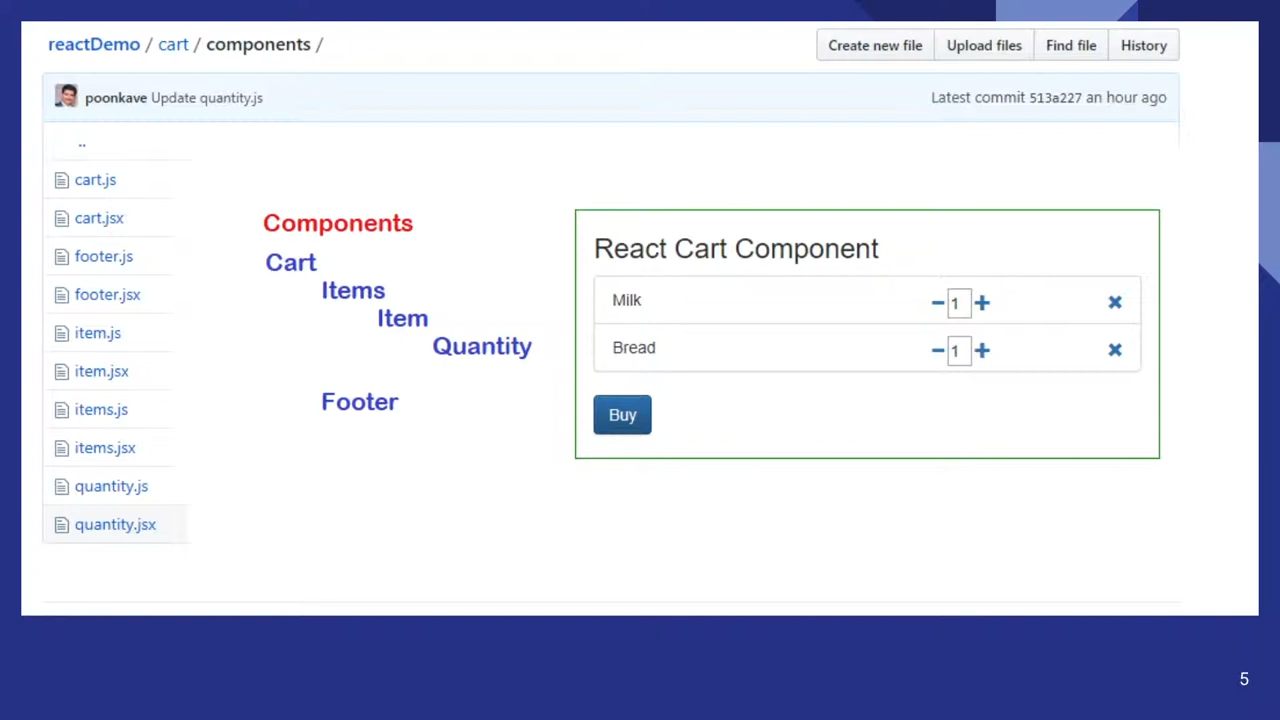 reactDemo / cart / components /
Create new file
Upload files
Find file
History
poonkave Update quantity.js
Latest commit 513a227 an hour ago
..
cart.js
cart.jsx
footer.js
footer.jsx
item.js
item.jsx
items.js
items.jsx
quantity.js
quantity.jsx
Components
Cart
Items
Item
Quantity
Footer
React Cart Component
Milk
1
Bread
1
Buy
5